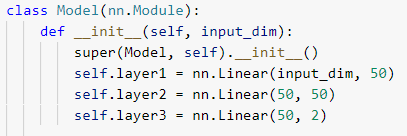 class Model(nn.Module):
    def __init__(self, input_dim):
        super(Model, self).__init__()
        self.layer1 = nn.Linear(input_dim, 50)
        self.layer2 = nn.Linear(50, 50)
        self.layer3 = nn.Linear(50, 2)